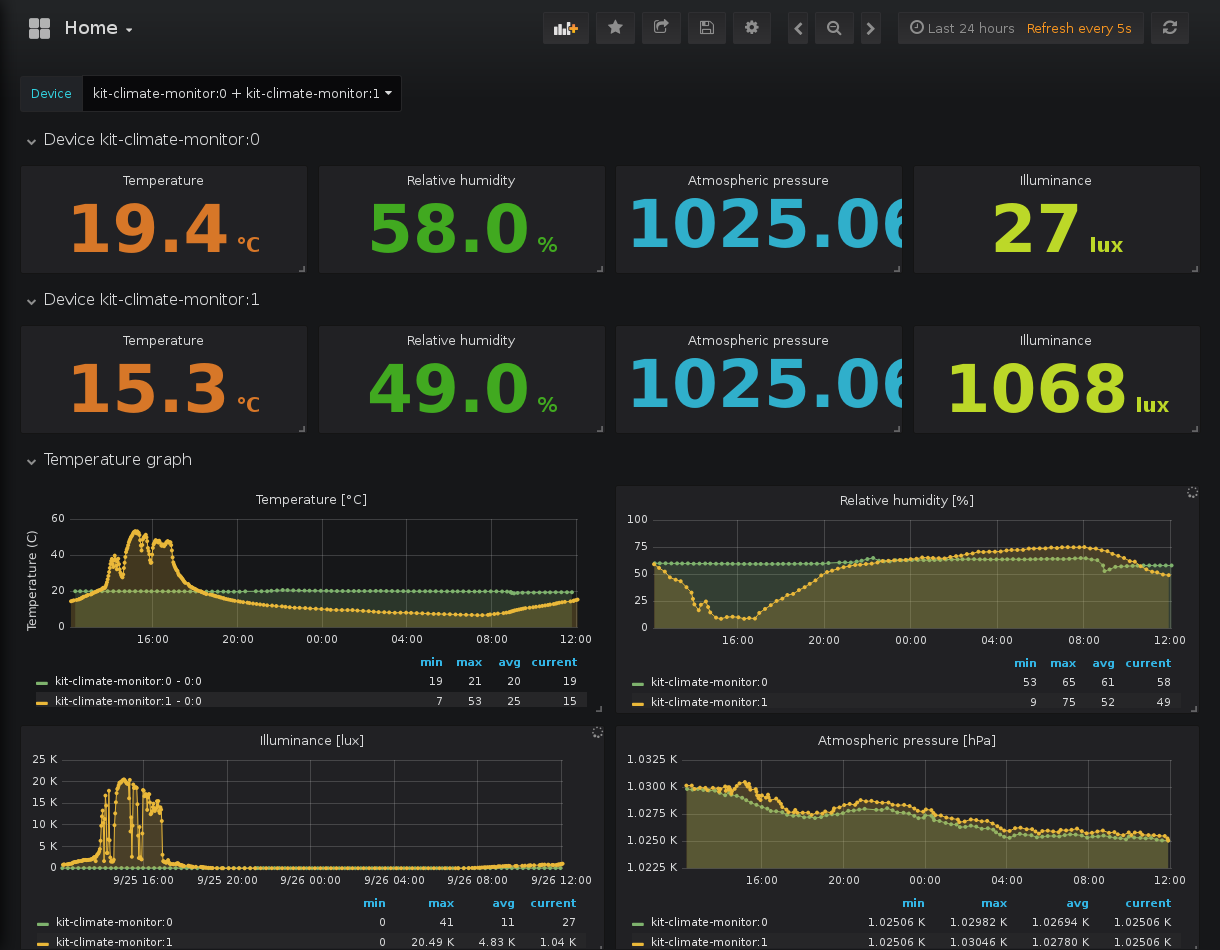 Home
Last 24 hours Refresh every 5s
Device kit-climate-monitor:0 + kit-climate-monitor:1
Device kit-climate-monitor:0
Temperature
19.4 °C
Relative humidity
58.0 %
Atmospheric pressure
1025.06
Illuminance
27 lux
Device kit-climate-monitor:1
Temperature
15.3 °C
Relative humidity
49.0 %
Atmospheric pressure
1025.06
Illuminance
1068 lux
Temperature graph
Temperature [°C]
Temperature (C)
60
40
20
0
16:00 20:00 00:00 04:00 08:00 12:00
min max avg current
kit-climate-monitor:0 - 0:0 19 21 20 19
kit-climate-monitor:1 - 0:0 7 53 25 15
Relative humidity [%]
100
75
50
25
0
16:00 20:00 00:00 04:00 08:00 12:00
min max avg current
kit-climate-monitor:0 53 65 61 58
kit-climate-monitor:1 9 75 52 49
Illuminance [lux]
25 K
20 K
15 K
10 K
5 K
0
9/25 16:00 9/25 20:00 9/26 00:00 9/26 04:00 9/26 08:00 9/26 12:00
min max avg current
kit-climate-monitor:0 0 41 11 27
kit-climate-monitor:1 0 20.49 K 4.83 K 1.04 K
Atmospheric pressure [hPa]
1.0325 K
1.0300 K
1.0275 K
1.0250 K
1.0225 K
16:00 20:00 00:00 04:00 08:00 12:00
min max avg current
kit-climate-monitor:0 1.02506 K 1.02982 K 1.02694 K 1.02506 K
kit-climate-monitor:1 1.02506 K 1.03046 K 1.02780 K 1.02506 K